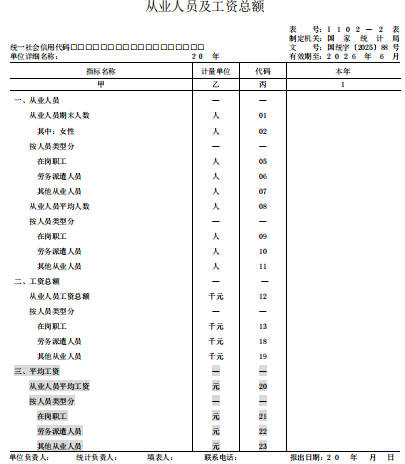 从业人员及工资总额
表　　号：Ｉ１０２－２表
制定机关：国　家　统　计　局
统一社会信用代码□□□□□□□□□□□□□□□□□□ 文　　号：国统字〔2025〕88 号
单位详细名称： 20　年 有效期至：２０２６年６月
指标名称 计量单位 代码 本年
甲 乙 丙 1
一、从业人员 — —
从业人员期末人数 人 01
其中：女性 人 02
按人员类型分 — —
在岗职工 人 05
劳务派遣人员 人 06
其他从业人员 人 07
从业人员平均人数 人 08
按人员类型分 — —
在岗职工 人 09
劳务派遣人员 人 10
其他从业人员 人 11
二、工资总额 — —
从业人员工资总额 千元 12
按人员类型分 — —
在岗职工 千元 13
劳务派遣人员 千元 18
其他从业人员 千元 19
三、平均工资 — —
从业人员平均工资 元 20
按人员类型分 — —
在岗职工 元 21
劳务派遣人员 元 22
其他从业人员 元 23
单位负责人： 统计负责人： 填表人： 联系电话： 报出日期：20　年　月　日